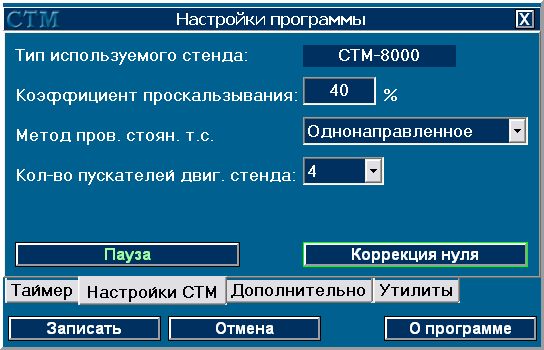 СТМ Настройки программы X
Тип используемого стенда: СТМ-8000
Коэффициент проскальзывания: 40 %
Метод пров. стоян. т.с. Однонаправленное
Кол-во пускателей двиг. стенда: 4
Пауза Коррекция нуля
Таймер Настройки СТМ Дополнительно Утилиты
Записать Отмена О программе